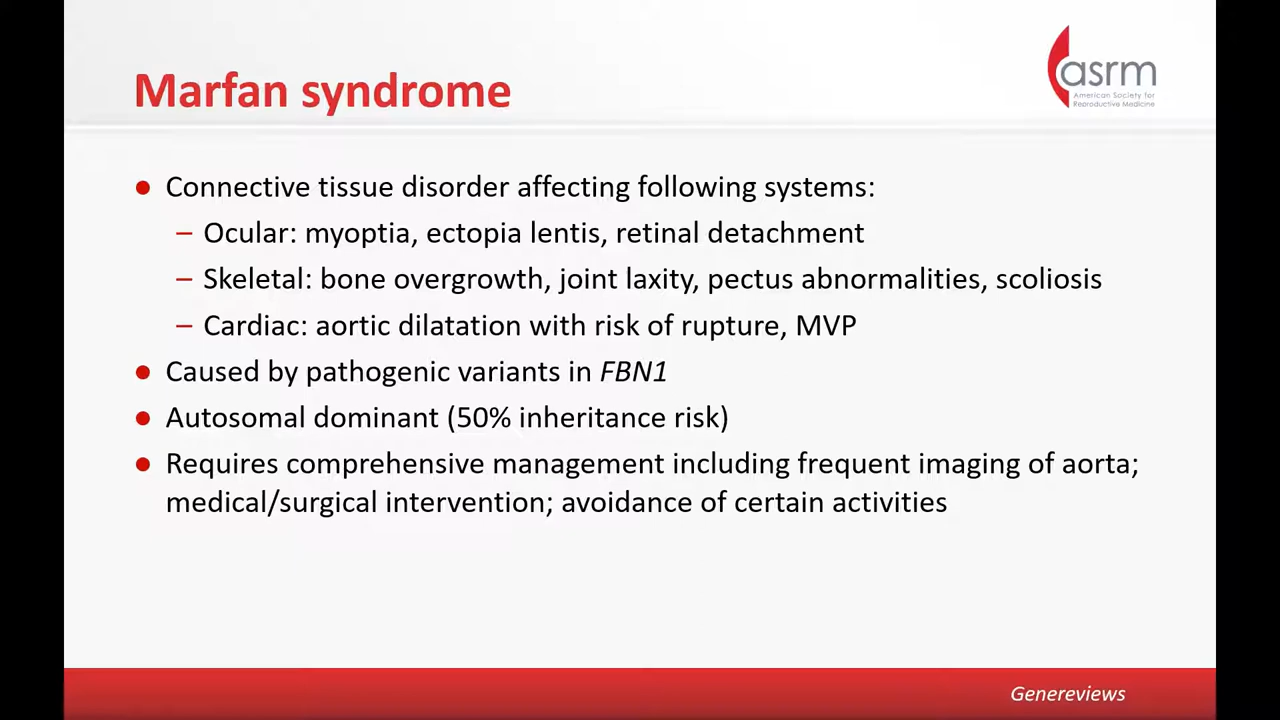 Marfan syndrome
asrm
American Society for
Reproductive Medicine
● Connective tissue disorder affecting following systems:
– Ocular: myoptia, ectopia lentis, retinal detachment
– Skeletal: bone overgrowth, joint laxity, pectus abnormalities, scoliosis
– Cardiac: aortic dilatation with risk of rupture, MVP
● Caused by pathogenic variants in FBN1
● Autosomal dominant (50% inheritance risk)
● Requires comprehensive management including frequent imaging of aorta;
medical/surgical intervention; avoidance of certain activities
Genereviews